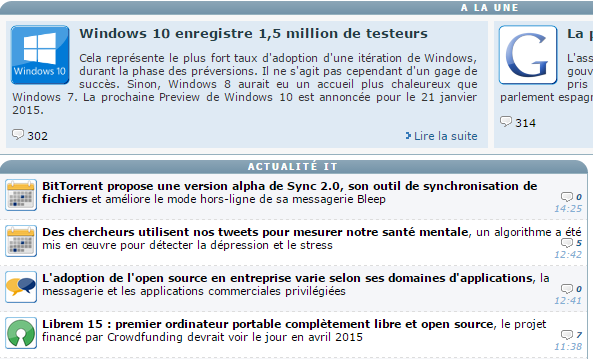 A LA UNE
Windows 10 enregistre 1,5 million de testeurs
Windows 10
Cela représente le plus fort taux d'adoption d'une itération de Windows,
durant la phase des préversions. Il ne s'agit pas cependant d'un gage de
succès. Sinon, Windows 8 aurait eu un accueil plus chaleureux que
Windows 7. La prochaine Preview de Windows 10 est annoncée pour le 21 janvier
2015.
302
Lire la suite
G
La p
L'ass
gouv
pris
parlement espag
314
ACTUALITÉ IT
BitTorrent propose une version alpha de Sync 2.0, son outil de synchronisation de
fichiers et améliore le mode hors-ligne de sa messagerie Bleep
0
14:25
Des chercheurs utilisent nos tweets pour mesurer notre santé mentale, un algorithme a été
mis en œuvre pour détecter la dépression et le stress
5
12:42
L'adoption de l'open source en entreprise varie selon ses domaines d'applications, la
messagerie et les applications commerciales privilégiées
0
12:41
Librem 15 : premier ordinateur portable complètement libre et open source, le projet
financé par Crowdfunding devrait voir le jour en avril 2015
7
11:38